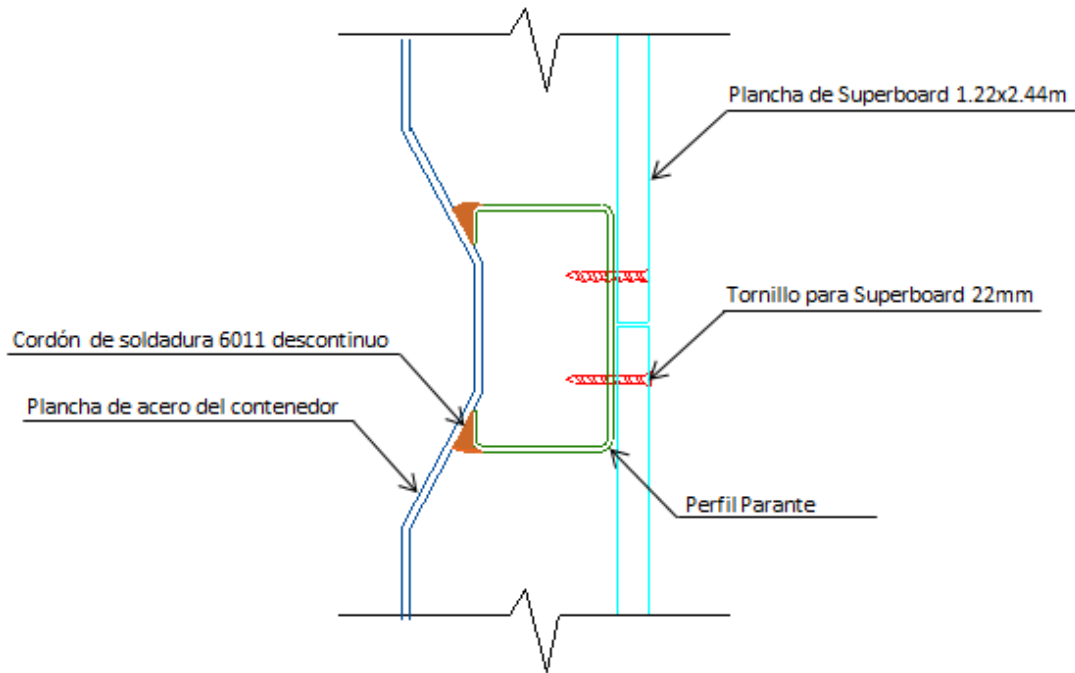 Plancha de Superboard 1.22x2.44m
Tornillo para Superboard 22mm
Cordón de soldadura 6011 descontinuo
Plancha de acero del contenedor
Perfil Parante